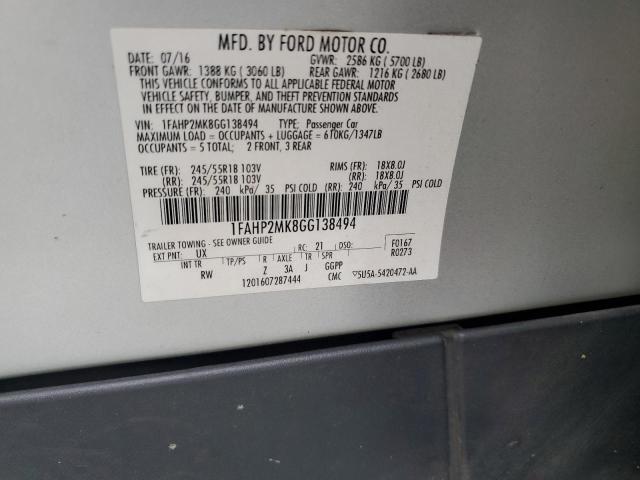 MFD. BY FORD MOTOR CO.
DATE: 07/16 GVWR: 2586 KG ( 5700 LB)
FRONT GAWR: 1388 KG ( 3060 LB) REAR GAWR: 1216 KG ( 2680 LB)
THIS VEHICLE CONFORMS TO ALL APPLICABLE FEDERAL MOTOR
VEHICLE SAFETY, BUMPER, AND THEFT PREVENTION STANDARDS
IN EFFECT ON THE DATE OF MANUFACTURE SHOWN ABOVE.
VIN: 1FAHP2MK8GG138494 TYPE: Passenger Car
MAXIMUM LOAD = OCCUPANTS + LUGGAGE = 610KG/1347LB
OCCUPANTS = 5 TOTAL; 2 FRONT, 3 REAR
TIRE (FR): 245/55R18 103V RIMS (FR): 18X8.0J
(RR): 245/55R18 103V (RR): 18X8.0J
PRESSURE (FR): 240 kPa/ 35 PSI COLD (RR): 240 kPa/ 35 PSI COLD
1FAHP2MK8GG138494
TRAILER TOWING - SEE OWNER GUIDE
F0167
EXT PNT: UX RC: 21 DSO: R0273
INT TR TP/PS R AXLE TR SPR
RW Z 3A J GGPP
1201607287444 CMC 5U5A-5420472-AA